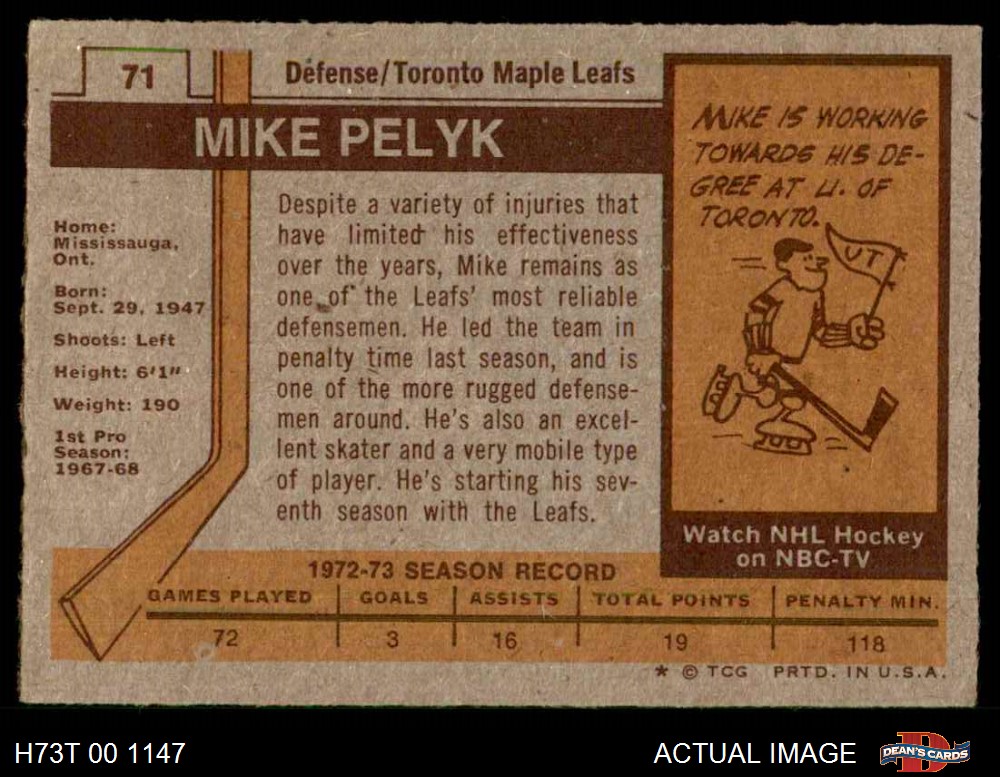 71
Defense/Toronto Maple Leafs
MIKE PELYK
Home:
Mississauga,
Ont.
Born:
Sept. 29, 1947
Shoots: Left
Height: 6'1"
Weight: 190
1st Pro
Season:
1967-68
Despite a variety of injuries that
have limited his effectiveness
over the years, Mike remains as
one of the Leafs' most reliable
defensemen. He led the team in
penalty time last season, and is
one of the more rugged defense-
men around. He's also an excel-
lent skater and a very mobile type
of player. He's starting his sev-
enth season with the Leafs.
MIKE IS WORKING
TOWARDS HIS DE-
GREE AT U. OF
TORONTO.
UT
Watch NHL Hockey
on NBC-TV
1972-73 SEASON RECORD
GAMES PLAYED GOALS ASSISTS TOTAL POINTS PENALTY MIN.
72 3 16 19 118
* © TCG PRTD. IN U.S.A.
H73T 00 1147
ACTUAL IMAGE
D
DEAN'S CARDS